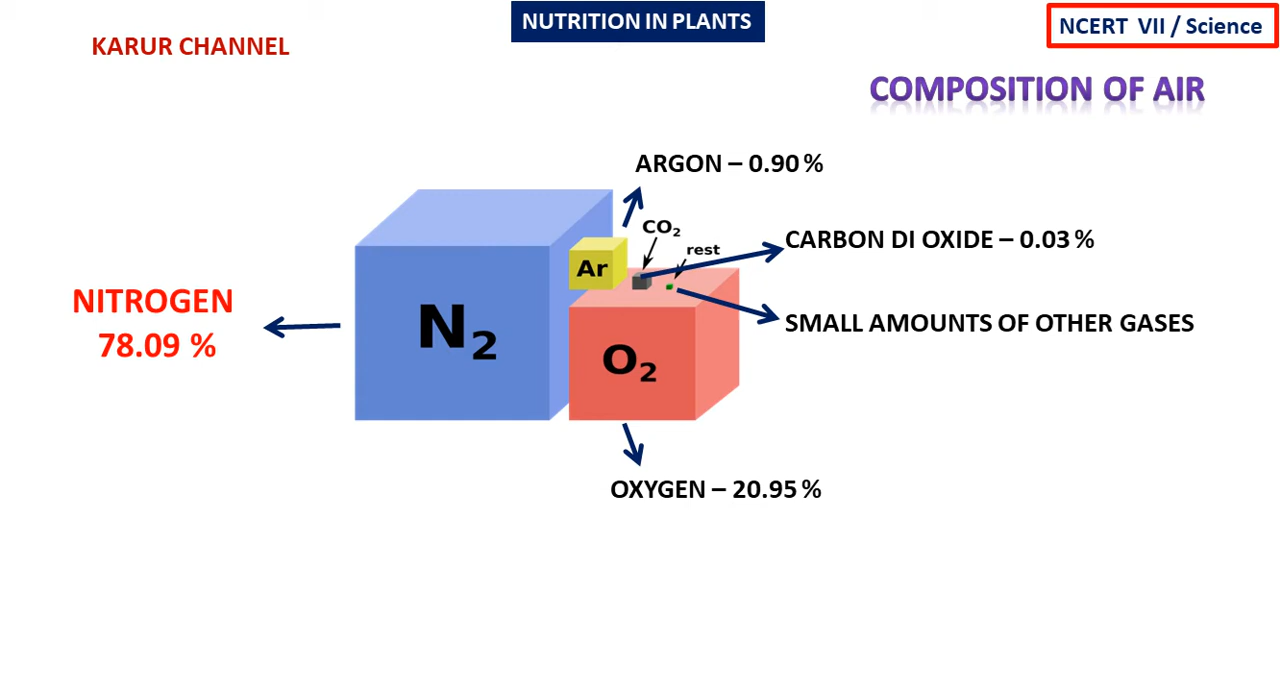 NUTRITION IN PLANTS
NCERT VII / Science
KARUR CHANNEL
COMPOSITION OF AIR
ARGON – 0.90 %
CO₂
rest
CARBON DI OXIDE – 0.03 %
Ar
NITROGEN
78.09 %
N₂
SMALL AMOUNTS OF OTHER GASES
O₂
OXYGEN – 20.95 %